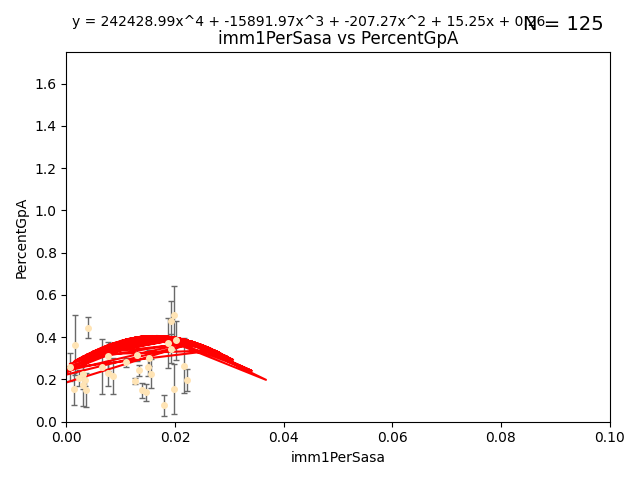 y = 242428.99x^4 + -15891.97x^3 + -207.27x^2 + 15.25x +
N = 125
imm1PerSasa vs PercentGpA
1.6
1.4
1.2
1.0
0.8
0.6
0.4
0.2
0.0
PercentGpA
0.00 0.02 0.04 0.06 0.08 0.10
imm1PerSasa